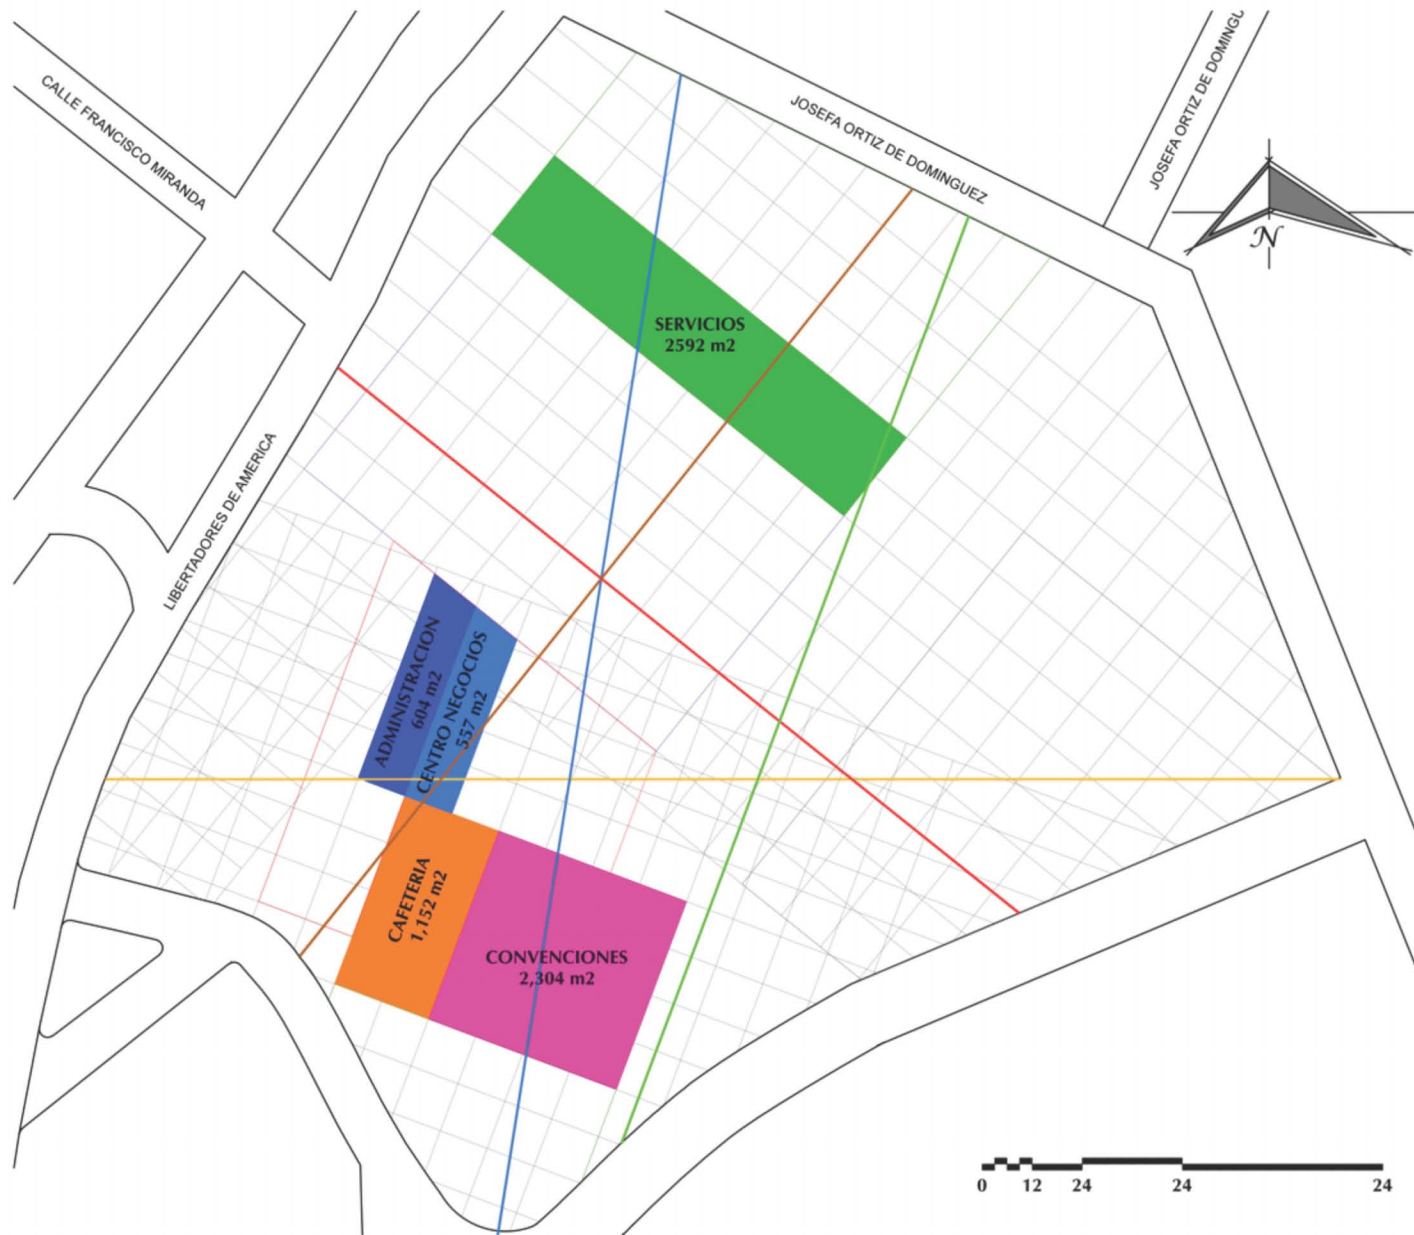 CALLE FRANCISCO MIRANDA
JOSEFA ORTIZ DE DOMINGUEZ
JOSEFA ORTIZ DE DOMINGU
N
SERVICIOS
2592 m2
LIBERTADORES DE AMERICA
ADMINISTRACION
604 m2
CENTRO NEGOCIOS
557 m2
CAFETERIA
1,152 m2
CONVENCIONES
2,304 m2
0 12 24 24 24